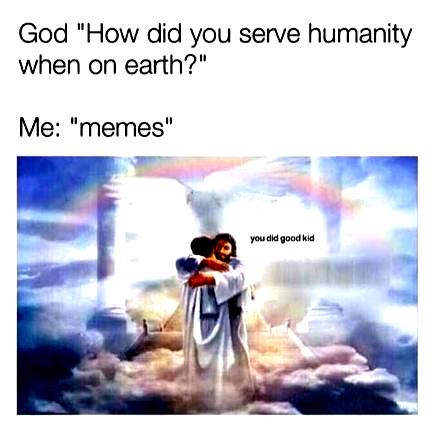 God "How did you serve humanity
when on earth?"
Me: "memes"
you did good kid